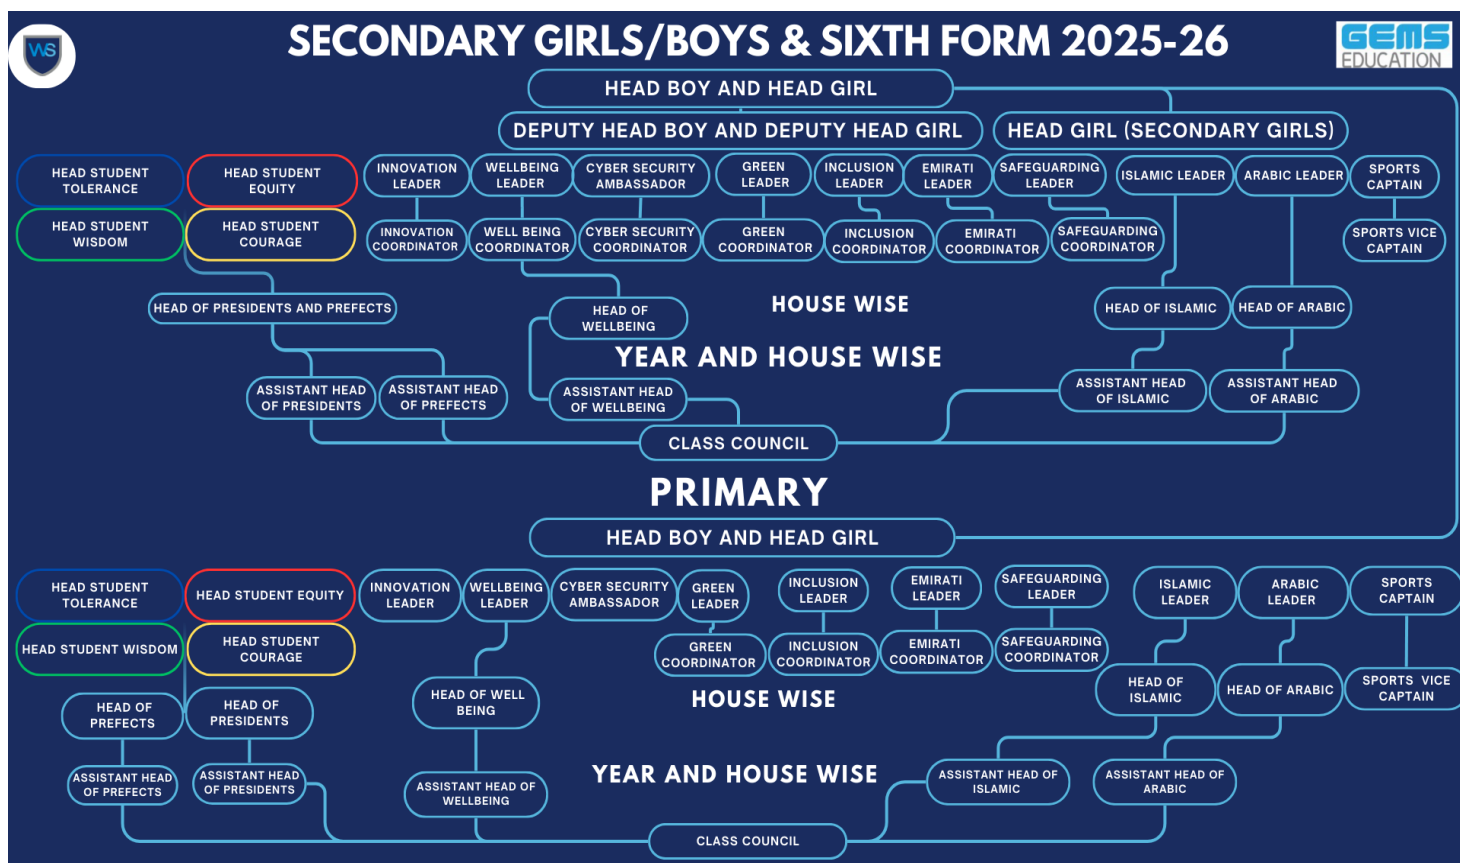 WS
SECONDARY GIRLS/BOYS & SIXTH FORM 2025-26
GEMS
EDUCATION
HEAD BOY AND HEAD GIRL
DEPUTY HEAD BOY AND DEPUTY HEAD GIRL
HEAD GIRL (SECONDARY GIRLS)
HEAD STUDENT
TOLERANCE
HEAD STUDENT
EQUITY
INNOVATION
LEADER
WELLBEING
LEADER
CYBER SECURITY
AMBASSADOR
GREEN
LEADER
INCLUSION
LEADER
EMIRATI
LEADER
SAFEGUARDING
LEADER
ISLAMIC LEADER
ARABIC LEADER
SPORTS
CAPTAIN
HEAD STUDENT
WISDOM
HEAD STUDENT
COURAGE
INNOVATION
COORDINATOR
WELL BEING
COORDINATOR
CYBER SECURITY
COORDINATOR
GREEN
COORDINATOR
INCLUSION
COORDINATOR
EMIRATI
COORDINATOR
SAFEGUARDING
COORDINATOR
SPORTS VICE
CAPTAIN
HEAD OF PRESIDENTS AND PREFECTS
HEAD OF
WELLBEING
HOUSE WISE
HEAD OF ISLAMIC
HEAD OF ARABIC
YEAR AND HOUSE WISE
ASSISTANT HEAD
OF PRESIDENTS
ASSISTANT HEAD
OF PREFECTS
ASSISTANT HEAD
OF WELLBEING
ASSISTANT HEAD
OF ISLAMIC
ASSISTANT HEAD
OF ARABIC
CLASS COUNCIL
PRIMARY
HEAD BOY AND HEAD GIRL
HEAD STUDENT
TOLERANCE
HEAD STUDENT EQUITY
INNOVATION
LEADER
WELLBEING
LEADER
CYBER SECURITY
AMBASSADOR
GREEN
LEADER
INCLUSION
LEADER
EMIRATI
LEADER
SAFEGUARDING
LEADER
ISLAMIC
LEADER
ARABIC
LEADER
SPORTS
CAPTAIN
HEAD STUDENT WISDOM
HEAD STUDENT
COURAGE
GREEN
COORDINATOR
INCLUSION
COORDINATOR
EMIRATI
COORDINATOR
SAFEGUARDING
COORDINATOR
HEAD OF
PREFECTS
HEAD OF
PRESIDENTS
HEAD OF WELL
BEING
HOUSE WISE
HEAD OF
ISLAMIC
HEAD OF ARABIC
SPORTS VICE
CAPTAIN
ASSISTANT HEAD
OF PREFECTS
ASSISTANT HEAD
OF PRESIDENTS
ASSISTANT HEAD OF
WELLBEING
YEAR AND HOUSE WISE
ASSISTANT HEAD OF
ISLAMIC
ASSISTANT HEAD OF
ARABIC
CLASS COUNCIL